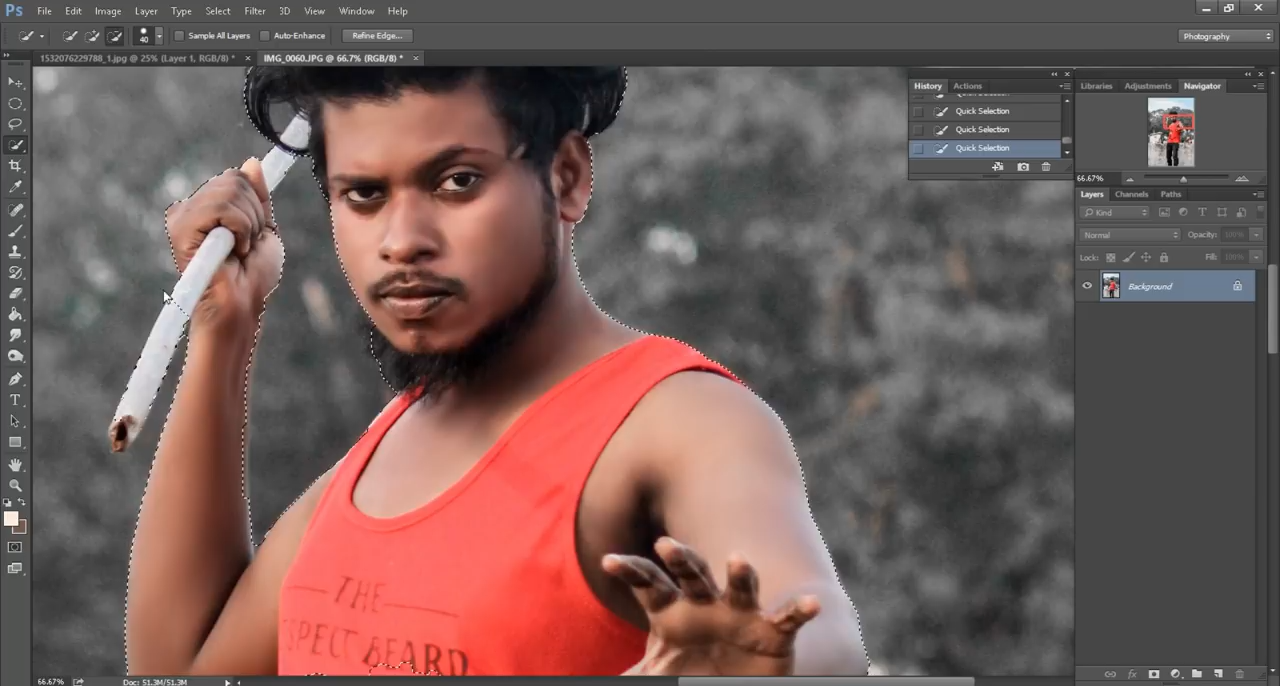 Ps File Edit Image Layer Type Select Filter 3D View Window Help
40 Sample All Layers Auto-Enhance Refine Edge... Photography
1532076229788_1.jpg @ 25% (Layer 1, RGB/8) * × IMG_0060.JPG @ 66.7% (RGB/8) * ×
History Actions
Quick Selection
Quick Selection
Quick Selection
Libraries Adjustments Navigator
66.67%
Layers Channels Paths
Kind
Normal Opacity: 100%
Lock: Fill: 100%
Background
THE
SPECT BEARD
66.67% Doc: 51.3M/51.3M